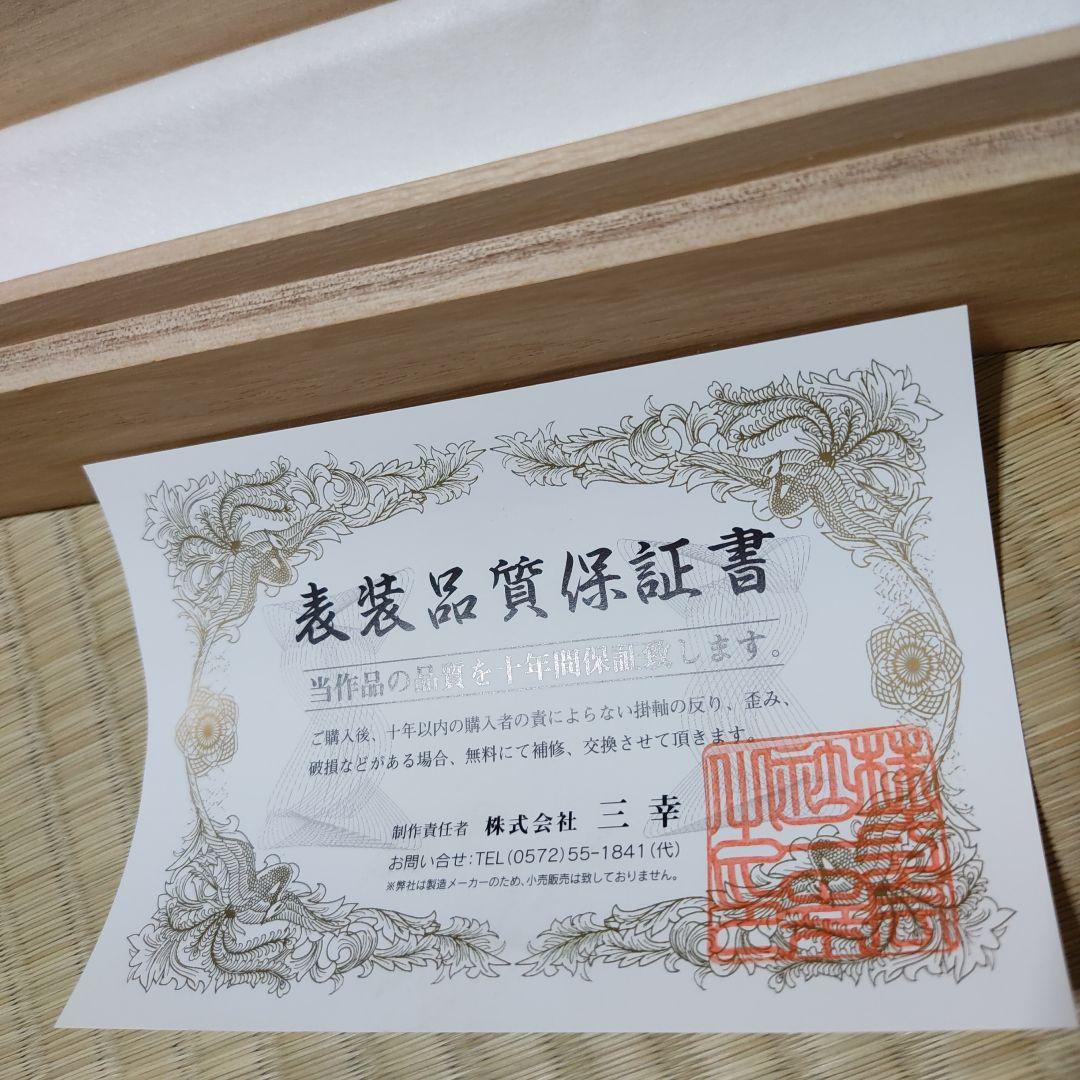 表装品質保証書
当作品の品質を十年間保証致します。
ご購入後、十年以内の購入者の責によらない掛軸の反り、歪み、
破損などがある場合、無料にて補修、交換させて頂きます。
制作責任者 株式会社 三幸
お問い合せ:TEL(0572)55-1841(代)
※弊社は製造メーカーのため、小売販売は致しておりません。